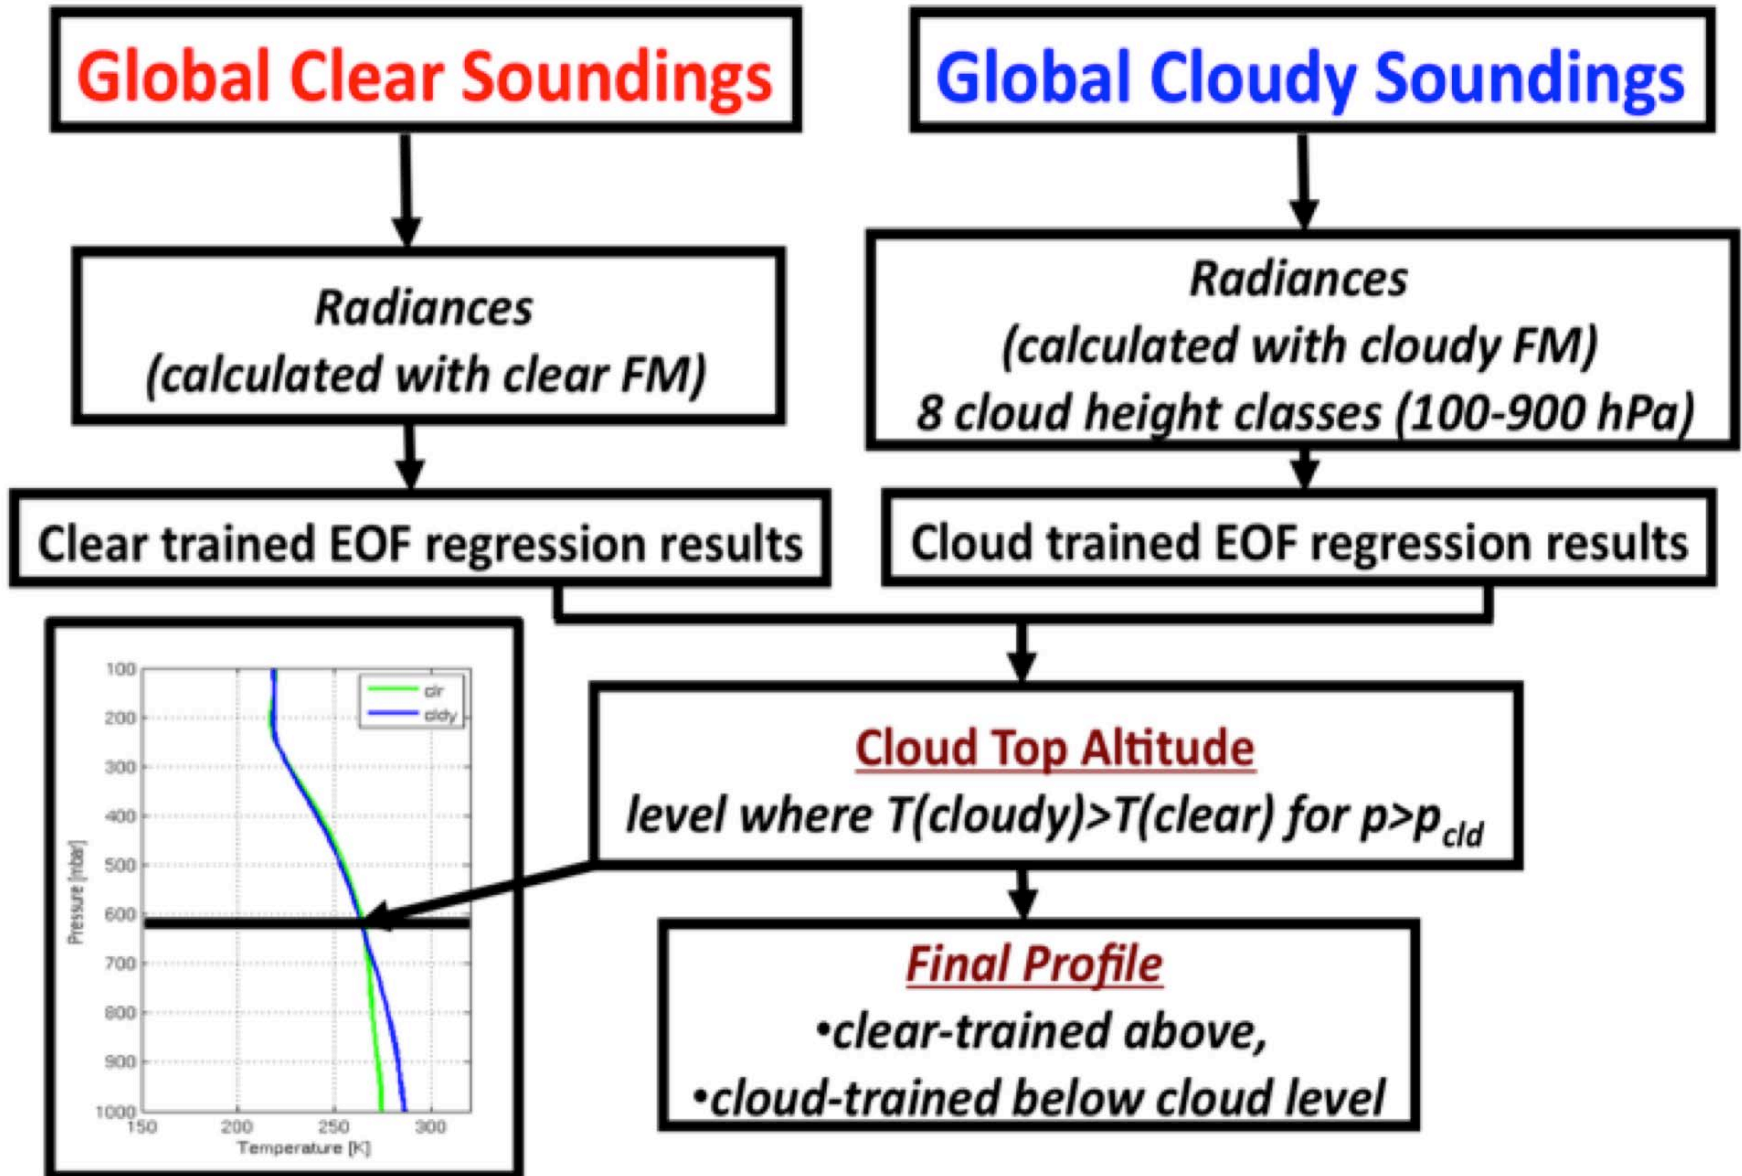 Global Clear Soundings
Global Cloudy Soundings
Radiances
(calculated with clear FM)
Radiances
(calculated with cloudy FM)
8 cloud height classes (100-900 hPa)
Clear trained EOF regression results
Cloud trained EOF regression results
Cloud Top Altitude
level where T(cloudy)>T(clear) for p>pcld
Final Profile
•clear-trained above,
•cloud-trained below cloud level
clr
cldy
Pressure [mbar]
100
200
300
400
500
600
700
800
900
1000
150 200 250 300
Temperature [K]